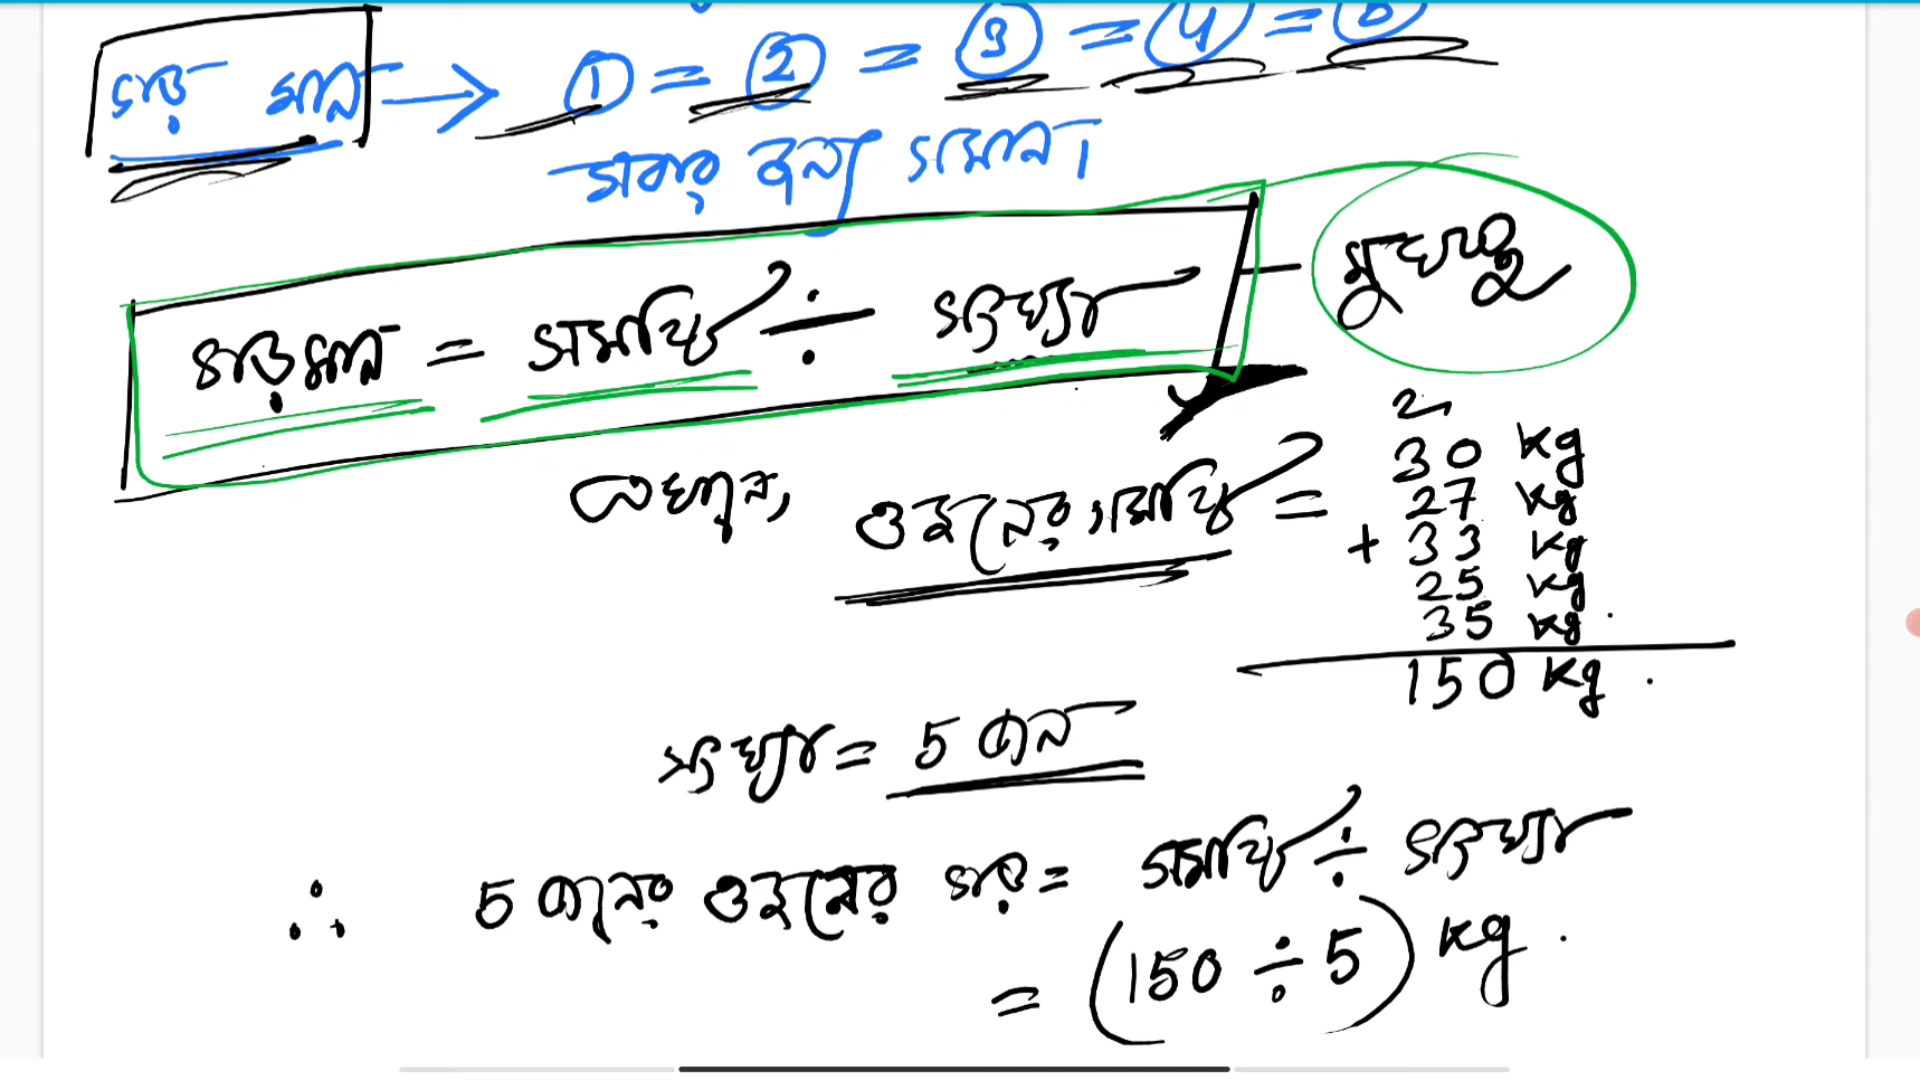 গড় মান → ① = ② = ③ = ④ = ⑤
সবার জন্য সমান।
গড়মান = সমষ্টি ÷ সংখ্যা — মুখস্থ
এখানে, ওজনের সমষ্টি =
2
30 kg
27 kg
+ 33 kg
25 kg
35 kg.
150 kg.
সংখ্যা = 5 জন
∴ 5 জনের ওজনের গড় = সমষ্টি ÷ সংখ্যা
= (150 ÷ 5) kg.